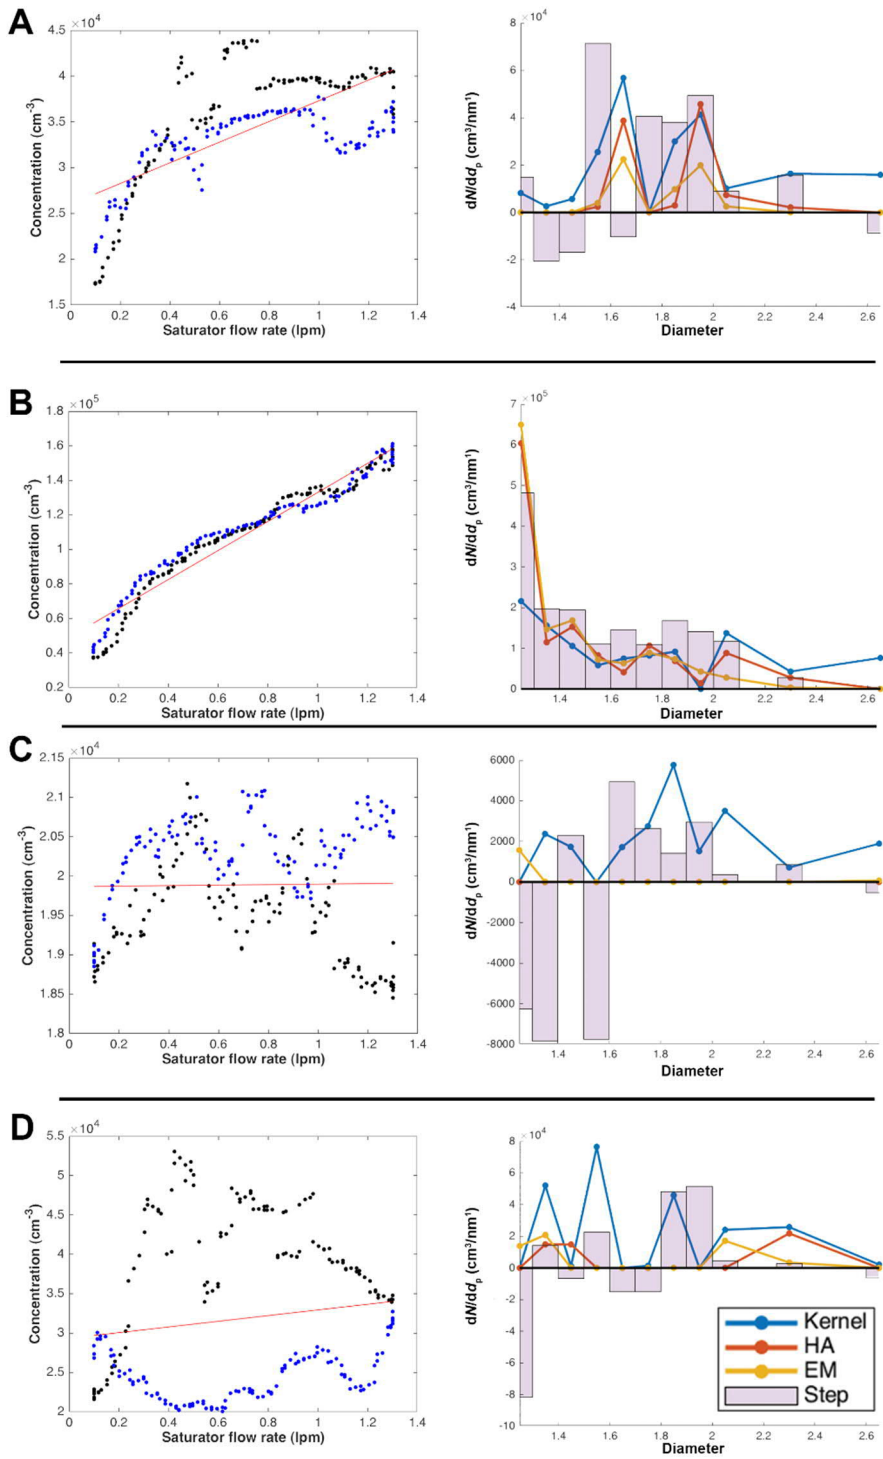 A
×10⁴
4.5
4.0
3.5
3.0
2.5
2.0
1.5
Concentration (cm⁻³)
0 0.2 0.4 0.6 0.8 1 1.2 1.4
Saturator flow rate (lpm)
×10⁴
8
6
4
2
0
-2
-4
dN/ddₚ (cm³/nm¹)
1.4 1.6 1.8 2 2.2 2.4 2.6
Diameter
B
×10⁵
1.8
1.6
1.4
1.2
1
0.8
0.6
0.4
0.2
Concentration (cm⁻³)
0 0.2 0.4 0.6 0.8 1 1.2 1.4
Saturator flow rate (lpm)
×10⁵
7
6
5
4
3
2
1
0
dN/ddₚ (cm³/nm¹)
1.4 1.6 1.8 2 2.2 2.4 2.6
Diameter
C
×10⁴
2.15
2.1
2.05
20
1.95
1.9
1.85
1.8
Concentration (cm⁻³)
0 0.2 0.4 0.6 0.8 1 1.2 1.4
Saturator flow rate (lpm)
6000
4000
2000
0
-2000
-4000
-6000
-8000
dN/ddₚ (cm³/nm¹)
1.4 1.6 1.8 2 2.2 2.4 2.6
Diameter
D
×10⁴
5.5
50
4.5
40
3.5
30
2.5
20
Concentration (cm⁻³)
0 0.2 0.4 0.6 0.8 1 1.2 1.4
Saturator flow rate (lpm)
×10⁴
8
6
4
2
0
-2
-4
-6
-8
-10
dN/ddₚ (cm³/nm¹)
1.4 1.6 1.8 2 2.2 2.4 2.6
Diameter
Kernel
HA
EM
Step